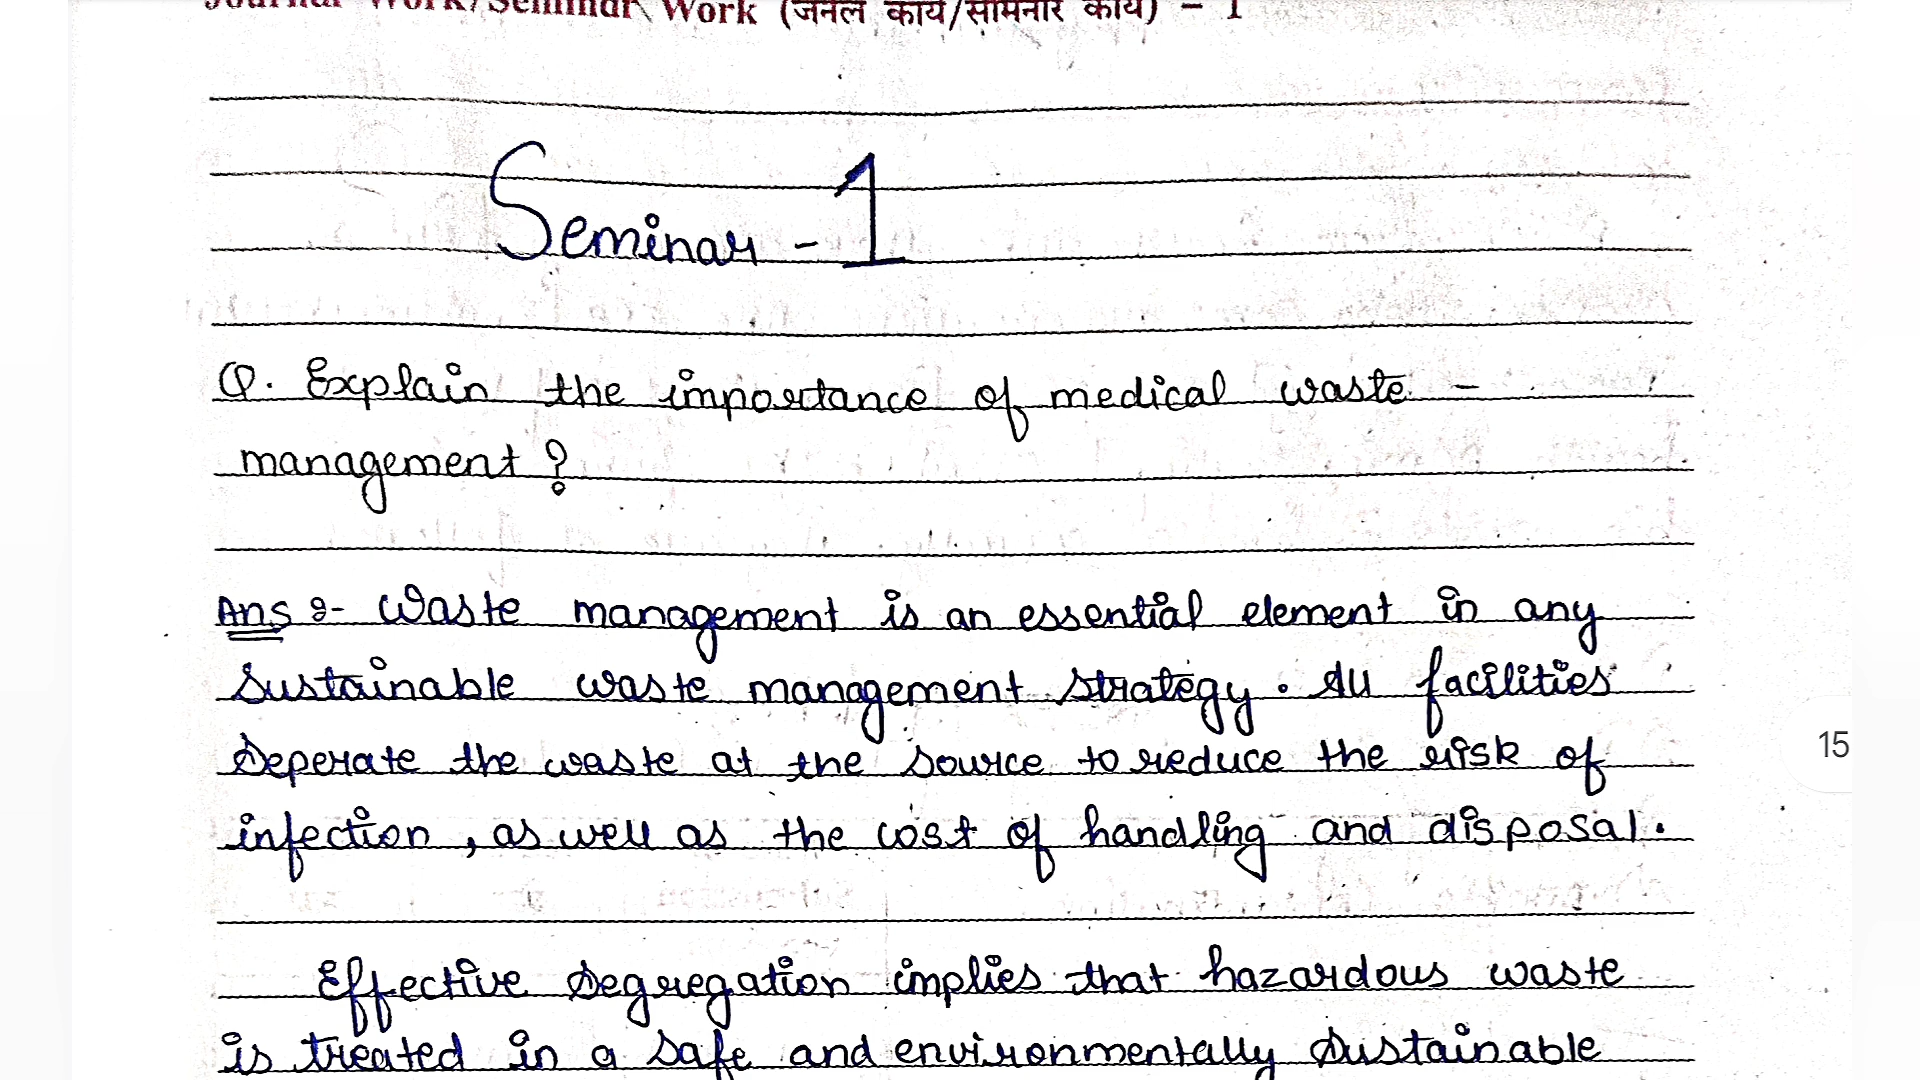 Journal Work/Seminar Work (जर्नल कार्य/सेमिनार कार्य) - 1
Seminar - 1
Q. Explain the importance of medical waste -
management ?
Ans :- Waste management is an essential element in any
sustainable waste management strategy. All facilities
seperate the waste at the source to reduce the risk of
infection, as well as the cost of handling and disposal.
15
Effective segregation implies that hazardous waste
is treated in a safe and environmentally sustainable